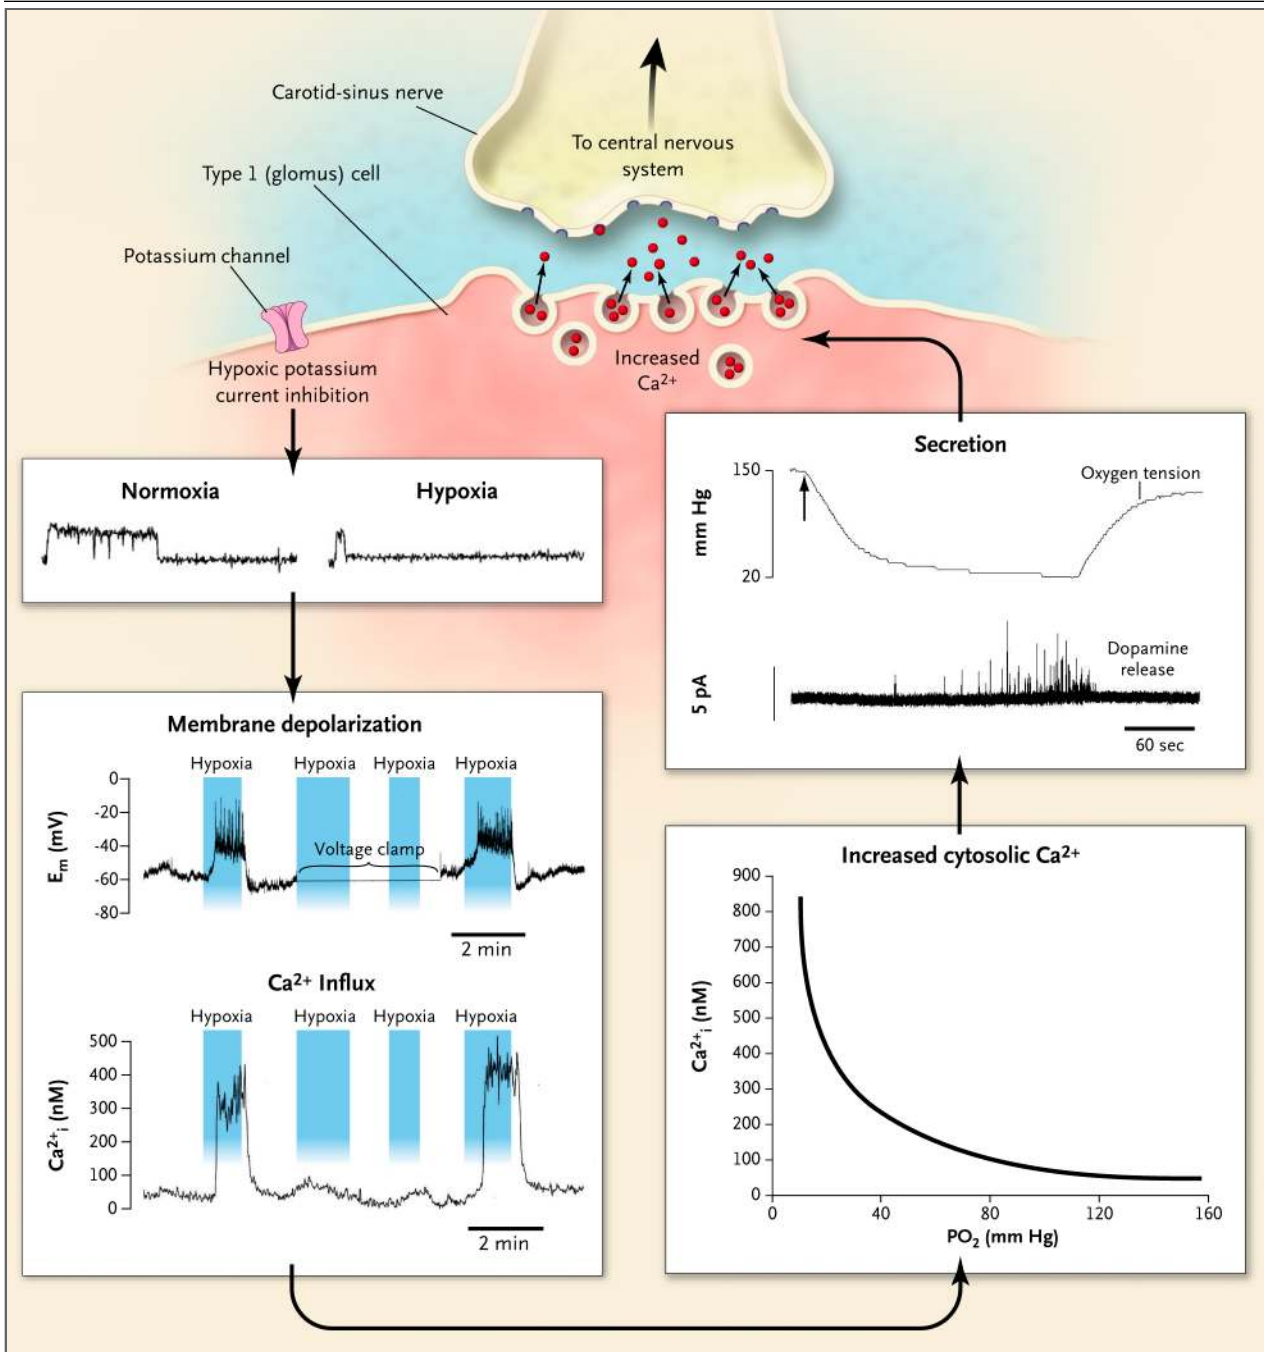 Carotid-sinus nerve
To central nervous
system
Type 1 (glomus) cell
Potassium channel
Hypoxic potassium
current inhibition
Increased
Ca²⁺
Normoxia
Hypoxia
Membrane depolarization
Hypoxia Hypoxia Hypoxia Hypoxia
Eₘ (mV)
0
-20
-40
-60
-80
Voltage clamp
2 min
Ca²⁺ Influx
Hypoxia Hypoxia Hypoxia Hypoxia
Ca²⁺ᵢ (nM)
500
400
300
200
100
0
2 min
Secretion
mm Hg
150
20
Oxygen tension
5 pA
Dopamine
release
60 sec
Increased cytosolic Ca²⁺
Ca²⁺ᵢ (nM)
900
800
700
600
500
400
300
200
100
0
0 40 80 120 160
PO₂ (mm Hg)